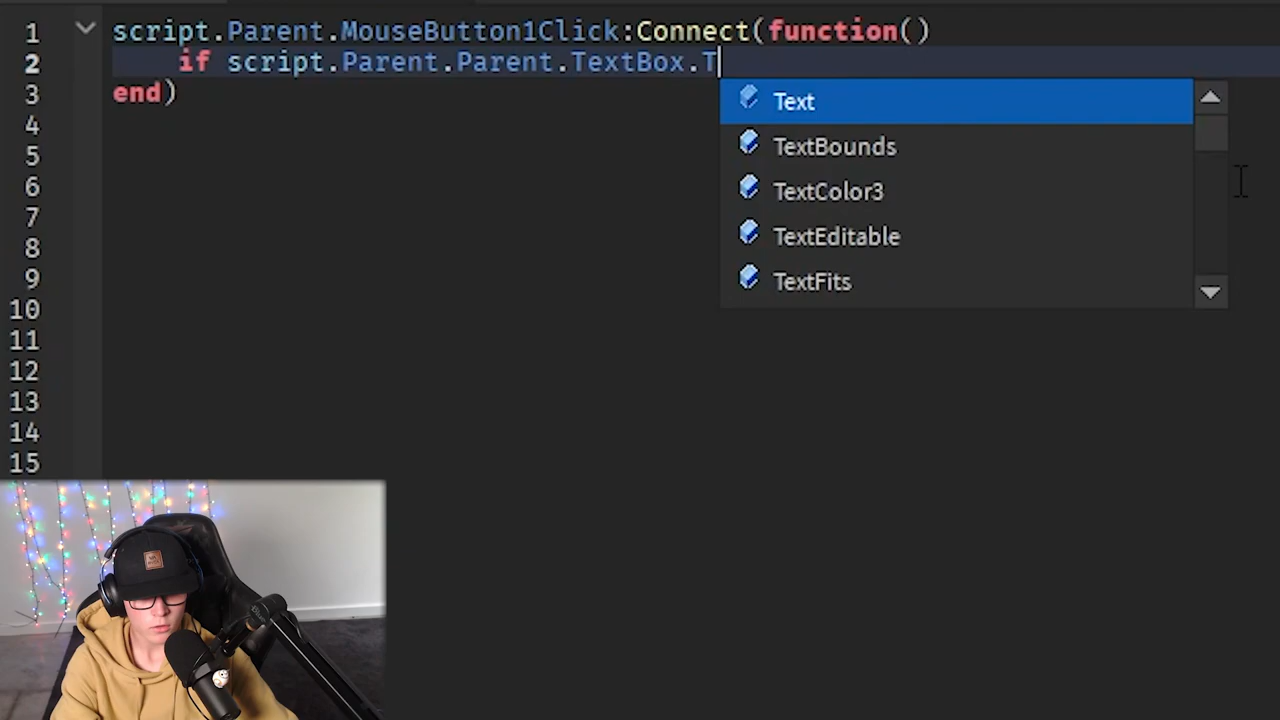 1 script.Parent.MouseButton1Click:Connect(function()
2 if script.Parent.Parent.TextBox.T
3 end)
4
5
6
7
8
9
10
11
12
13
14
15
Text
TextBounds
TextColor3
TextEditable
TextFits